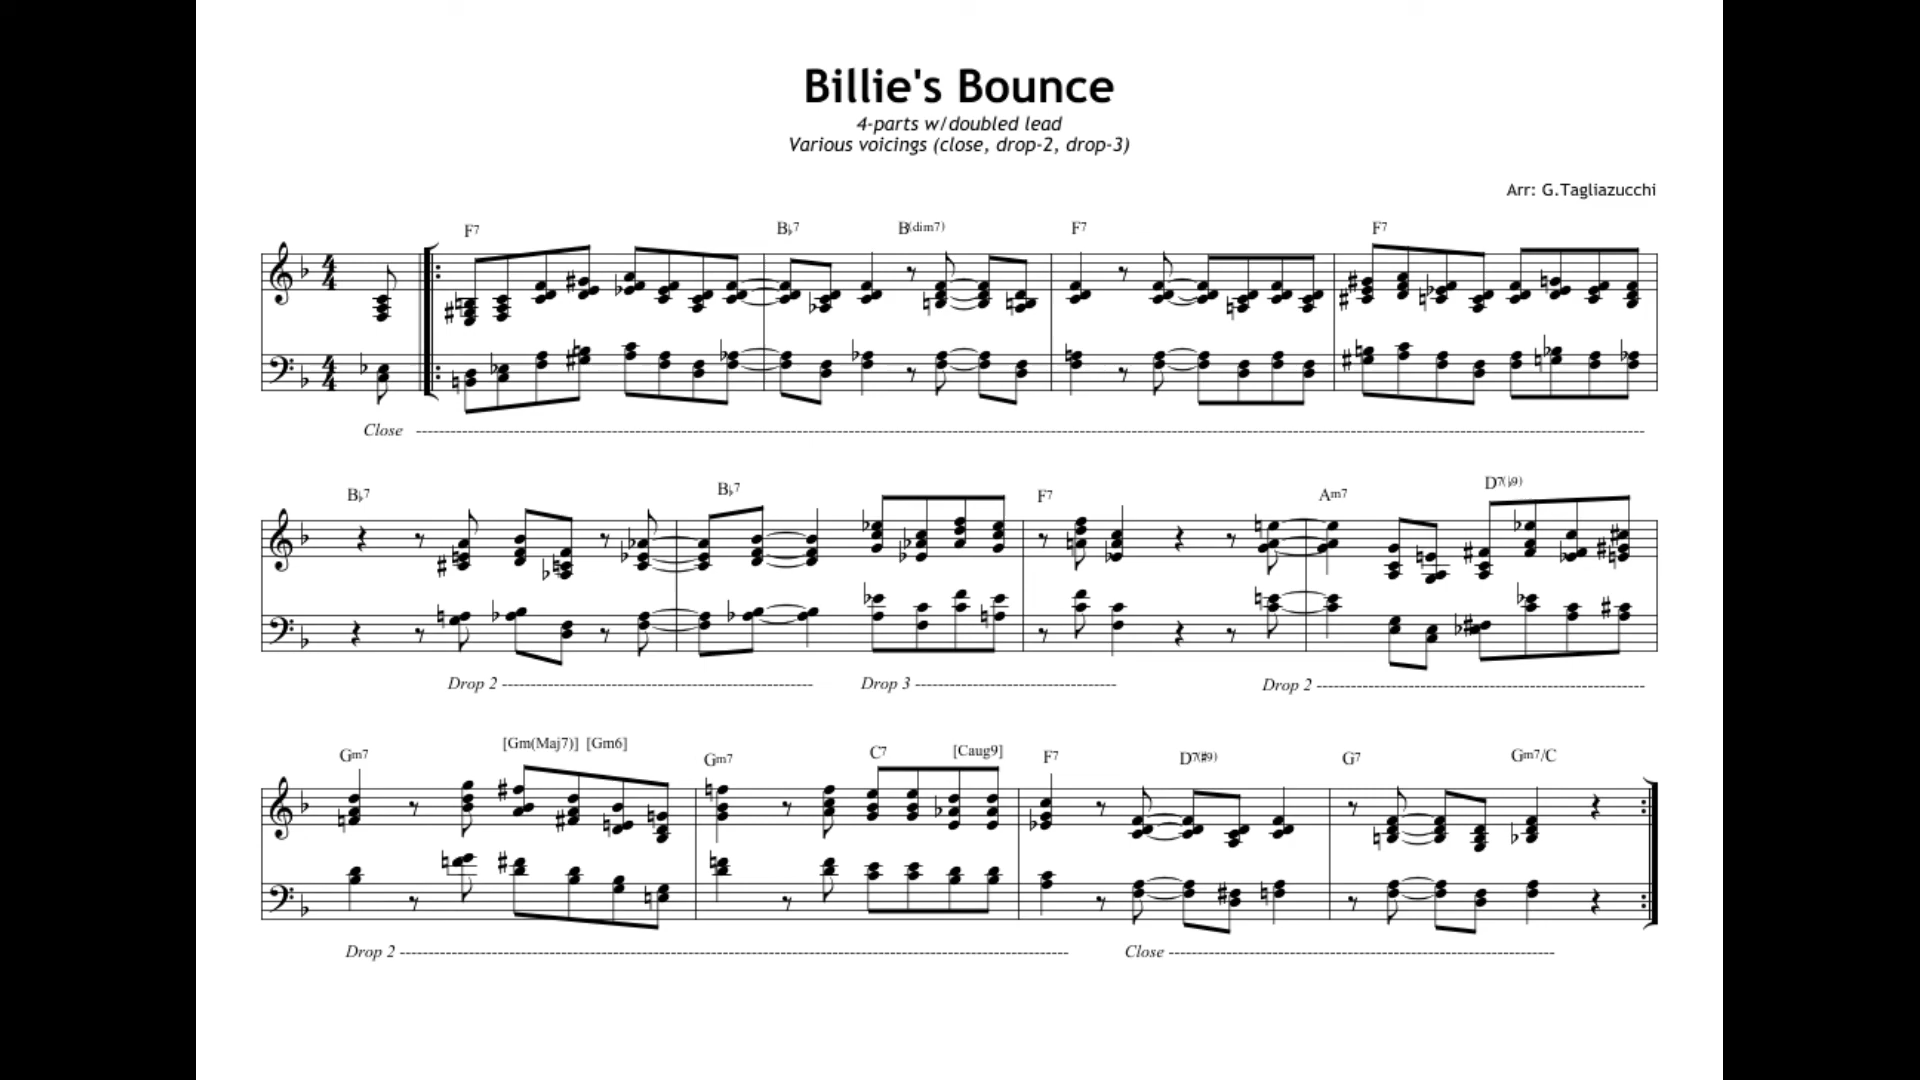 Billie's Bounce
4-parts w/doubled lead
Various voicings (close, drop-2, drop-3)
Arr: G.Tagliazucchi
F7 B♭7 B(dim7) F7 F7
Close
B♭7 B♭7 F7 Am7 D7(♭9)
Drop 2 Drop 3 Drop 2
Gm7 [Gm(Maj7)] [Gm6] Gm7 C7 [Caug9] F7 D7(#9) G7 Gm7/C
Drop 2 Close